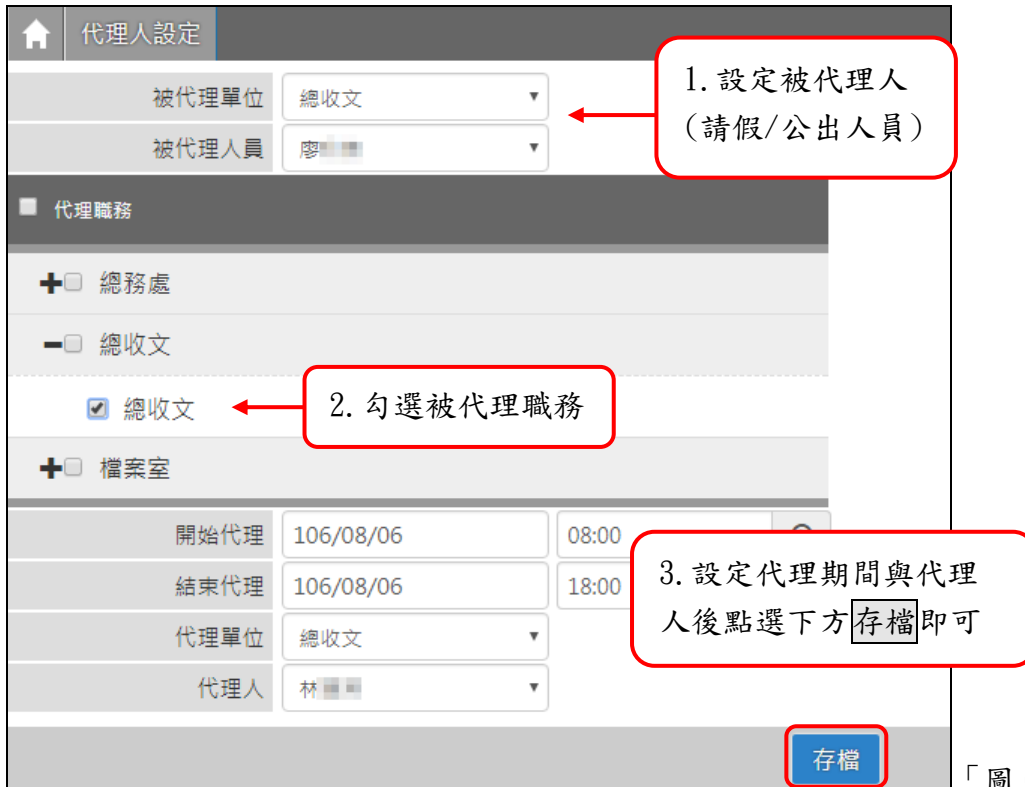 代理人設定
1.設定被代理人
(請假/公出人員)
被代理單位 總收文
被代理人員 廖
代理職務
總務處
總收文
總收文
2.勾選被代理職務
檔案室
開始代理 106/08/06 08:00
結束代理 106/08/06 18:00
3.設定代理期間與代理
人後點選下方存檔即可
代理單位 總收文
代理人 林
存檔
「圖